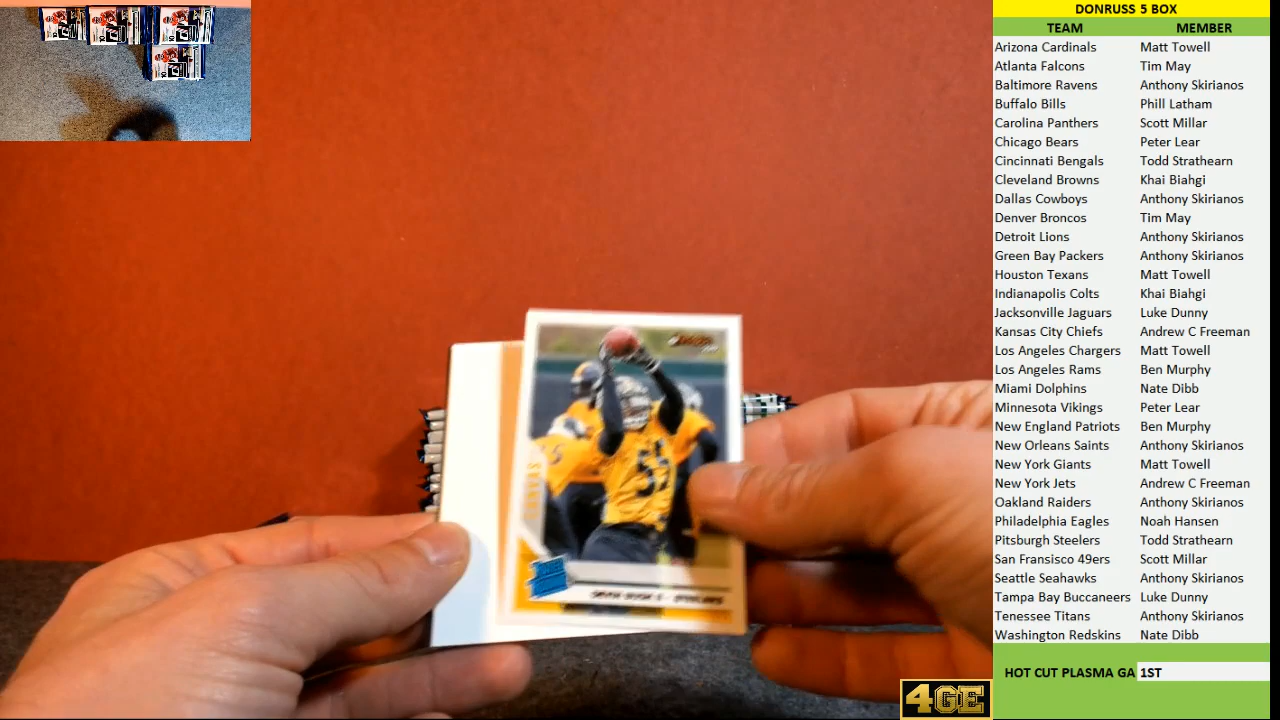 DONRUSS 5 BOX
TEAM MEMBER
Arizona Cardinals Matt Towell
Atlanta Falcons Tim May
Baltimore Ravens Anthony Skirianos
Buffalo Bills Phill Latham
Carolina Panthers Scott Millar
Chicago Bears Peter Lear
Cincinnati Bengals Todd Strathearn
Cleveland Browns Khai Biahgi
Dallas Cowboys Anthony Skirianos
Denver Broncos Tim May
Detroit Lions Anthony Skirianos
Green Bay Packers Anthony Skirianos
Houston Texans Matt Towell
Indianapolis Colts Khai Biahgi
Jacksonville Jaguars Luke Dunny
Kansas City Chiefs Andrew C Freeman
Los Angeles Chargers Matt Towell
Los Angeles Rams Ben Murphy
Miami Dolphins Nate Dibb
Minnesota Vikings Peter Lear
New England Patriots Ben Murphy
New Orleans Saints Anthony Skirianos
New York Giants Matt Towell
New York Jets Andrew C Freeman
Oakland Raiders Anthony Skirianos
Philadelphia Eagles Noah Hansen
Pitsburgh Steelers Todd Strathearn
San Fransisco 49ers Scott Millar
Seattle Seahawks Anthony Skirianos
Tampa Bay Buccaneers Luke Dunny
Tenessee Titans Anthony Skirianos
Washington Redskins Nate Dibb
HOT CUT PLASMA GA 1ST
4GE
CANVAS
55